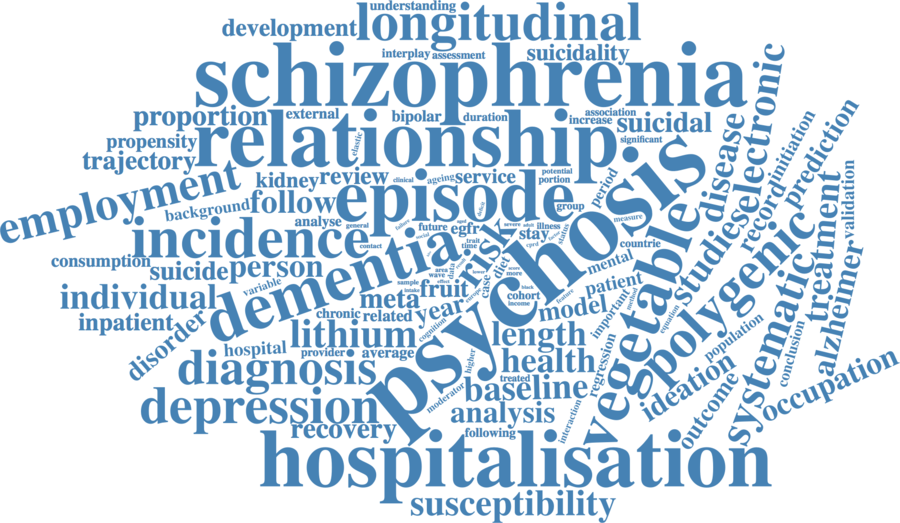 understanding
development
longitudinal
interplay
assessment
suicidality
schizophrenia
electronic
proportion
external
bipolar
duration
association
increase
suicidal
significant
propensity
relationship
elastic
trajectory
kidney
review
clinical
ageing
service
potential
portion
period
disease
record
initiation
prediction
employment
background
follow
episode
group
analyse
general
future
egfr
severe
adult
illness
stay
status
measure
incidence
contact
trait
time
risk
psychosis
countrie
consumption
suicide
person
dementia
area
wave
data
diet
mental
studies
validation
variable
sample
intake
effect
lower
score
more
case
patient
individual
meta
fruit
europe
black
cohort
income
feature
model
important
method
vegetable
polygenic
treatment
inpatient
chronic
related
year
cognition
equation
population
disorder
lithium
length
hospital
provider
average
higher
health
regression
systematic
conclusion
alzheimer
diagnosis
treated
baseline
moderator
ideation
outcome
occupation
depression
analysis
interaction
recovery
following
hospitalisation
susceptibility